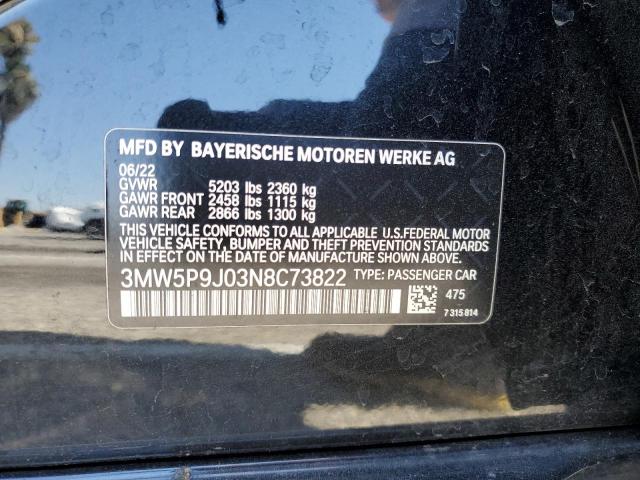 MFD BY BAYERISCHE MOTOREN WERKE AG
06/22
GVWR 5203 lbs 2360 kg
GAWR FRONT 2458 lbs 1115 kg
GAWR REAR 2866 lbs 1300 kg
THIS VEHICLE CONFORMS TO ALL APPLICABLE U.S.FEDERAL MOTOR
VEHICLE SAFETY, BUMPER AND THEFT PREVENTION STANDARDS
IN EFFECT ON THE DATE OF MANUFACTURE SHOWN ABOVE.
3MW5P9J03N8C73822 TYPE: PASSENGER CAR
475
7 315 814